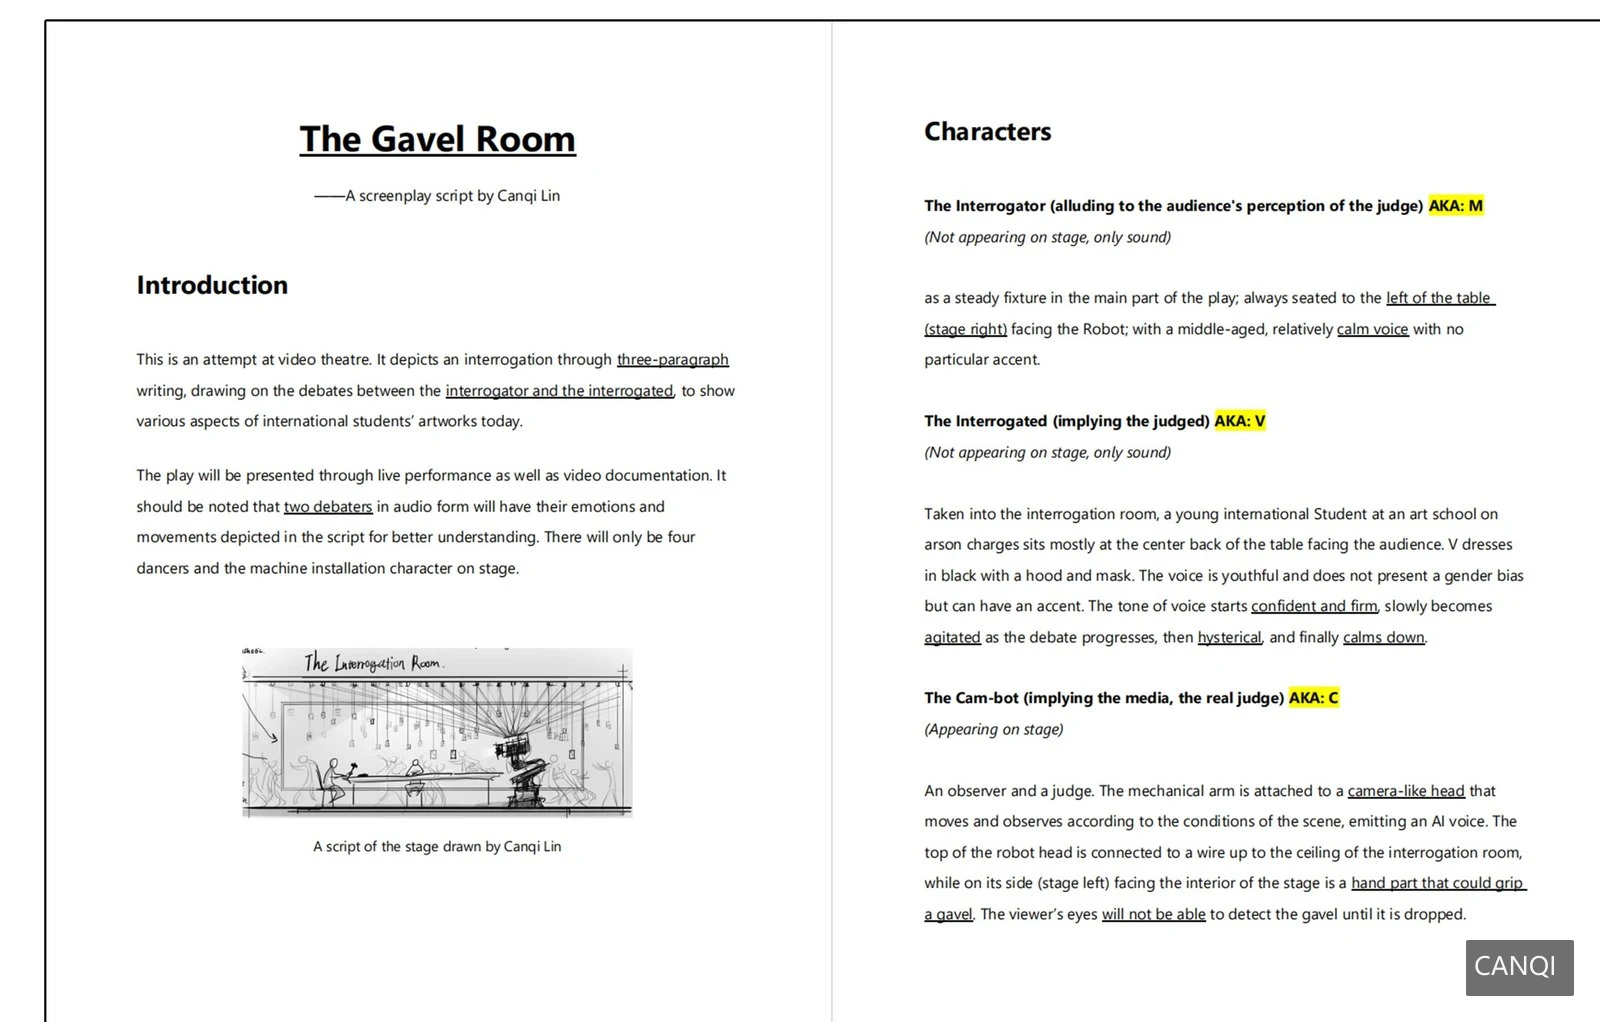 The Gavel Room
——A screenplay script by Canqi Lin
Introduction
This is an attempt at video theatre. It depicts an interrogation through three-paragraph
writing, drawing on the debates between the interrogator and the interrogated, to show
various aspects of international students’ artworks today.
The play will be presented through live performance as well as video documentation. It
should be noted that two debaters in audio form will have their emotions and
movements depicted in the script for better understanding. There will only be four
dancers and the machine installation character on stage.
The Interrogation Room.
A script of the stage drawn by Canqi Lin
Characters
The Interrogator (alluding to the audience's perception of the judge) AKA: M
(Not appearing on stage, only sound)
as a steady fixture in the main part of the play; always seated to the left of the table
(stage right) facing the Robot; with a middle-aged, relatively calm voice with no
particular accent.
The Interrogated (implying the judged) AKA: V
(Not appearing on stage, only sound)
Taken into the interrogation room, a young international Student at an art school on
arson charges sits mostly at the center back of the table facing the audience. V dresses
in black with a hood and mask. The voice is youthful and does not present a gender bias
but can have an accent. The tone of voice starts confident and firm, slowly becomes
agitated as the debate progresses, then hysterical, and finally calms down.
The Cam-bot (implying the media, the real judge) AKA: C
(Appearing on stage)
An observer and a judge. The mechanical arm is attached to a camera-like head that
moves and observes according to the conditions of the scene, emitting an AI voice. The
top of the robot head is connected to a wire up to the ceiling of the interrogation room,
while on its side (stage left) facing the interior of the stage is a hand part that could grip
a gavel. The viewer’s eyes will not be able to detect the gavel until it is dropped.
CANQI